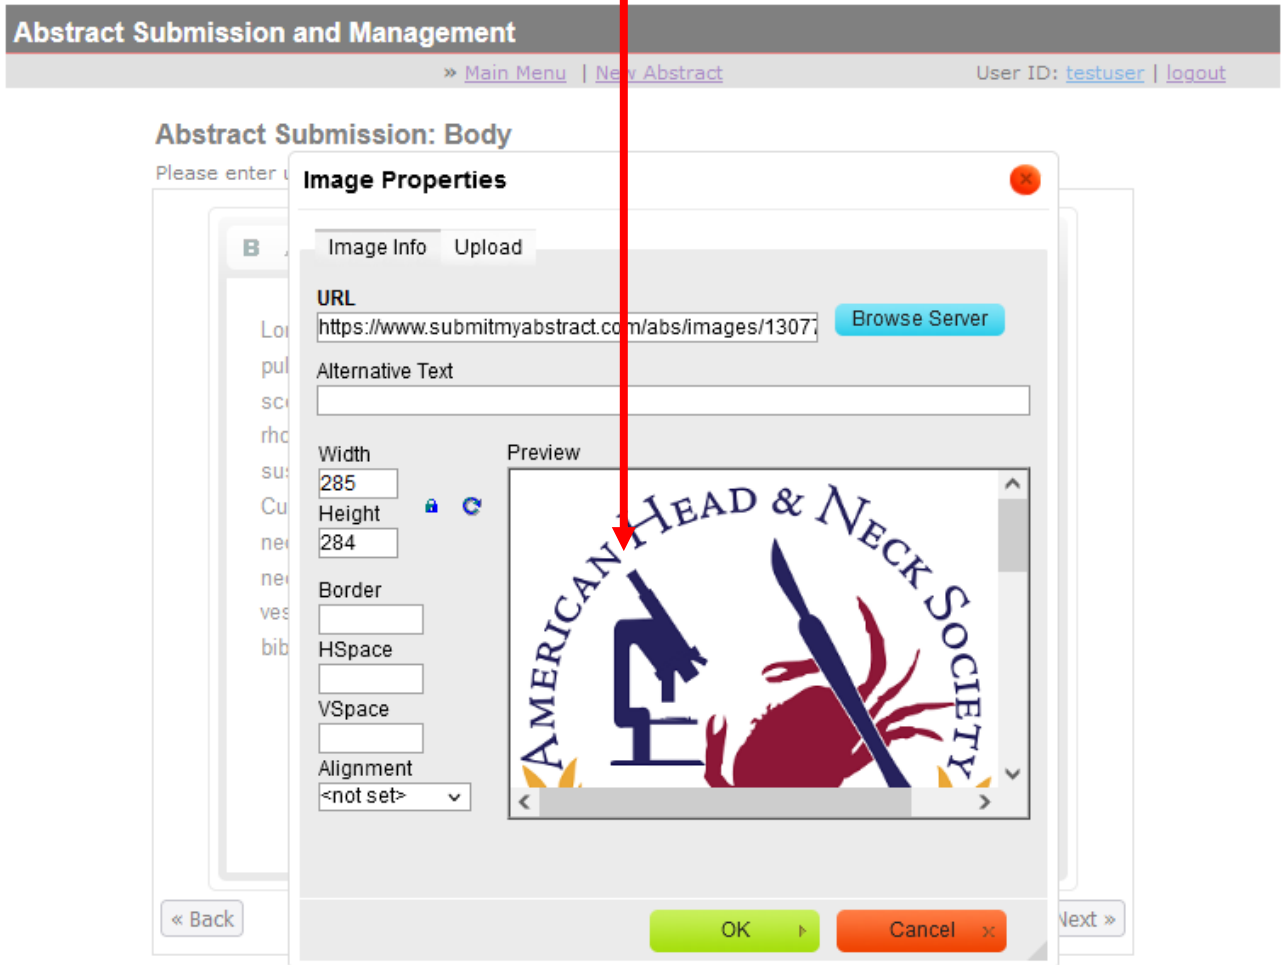 Abstract Submission and Management
» Main Menu | New Abstract User ID: testuser | logout
Abstract Submission: Body
Please enter
Image Properties
B
Image Info Upload
URL
https://www.submitmyabstract.com/abs/images/1307
Browse Server
Alternative Text
Width
285
Height
284
Border
HSpace
VSpace
Alignment
<not set>
Preview
AMERICAN HEAD & NECK SOCIETY
« Back
OK
Cancel
Next »